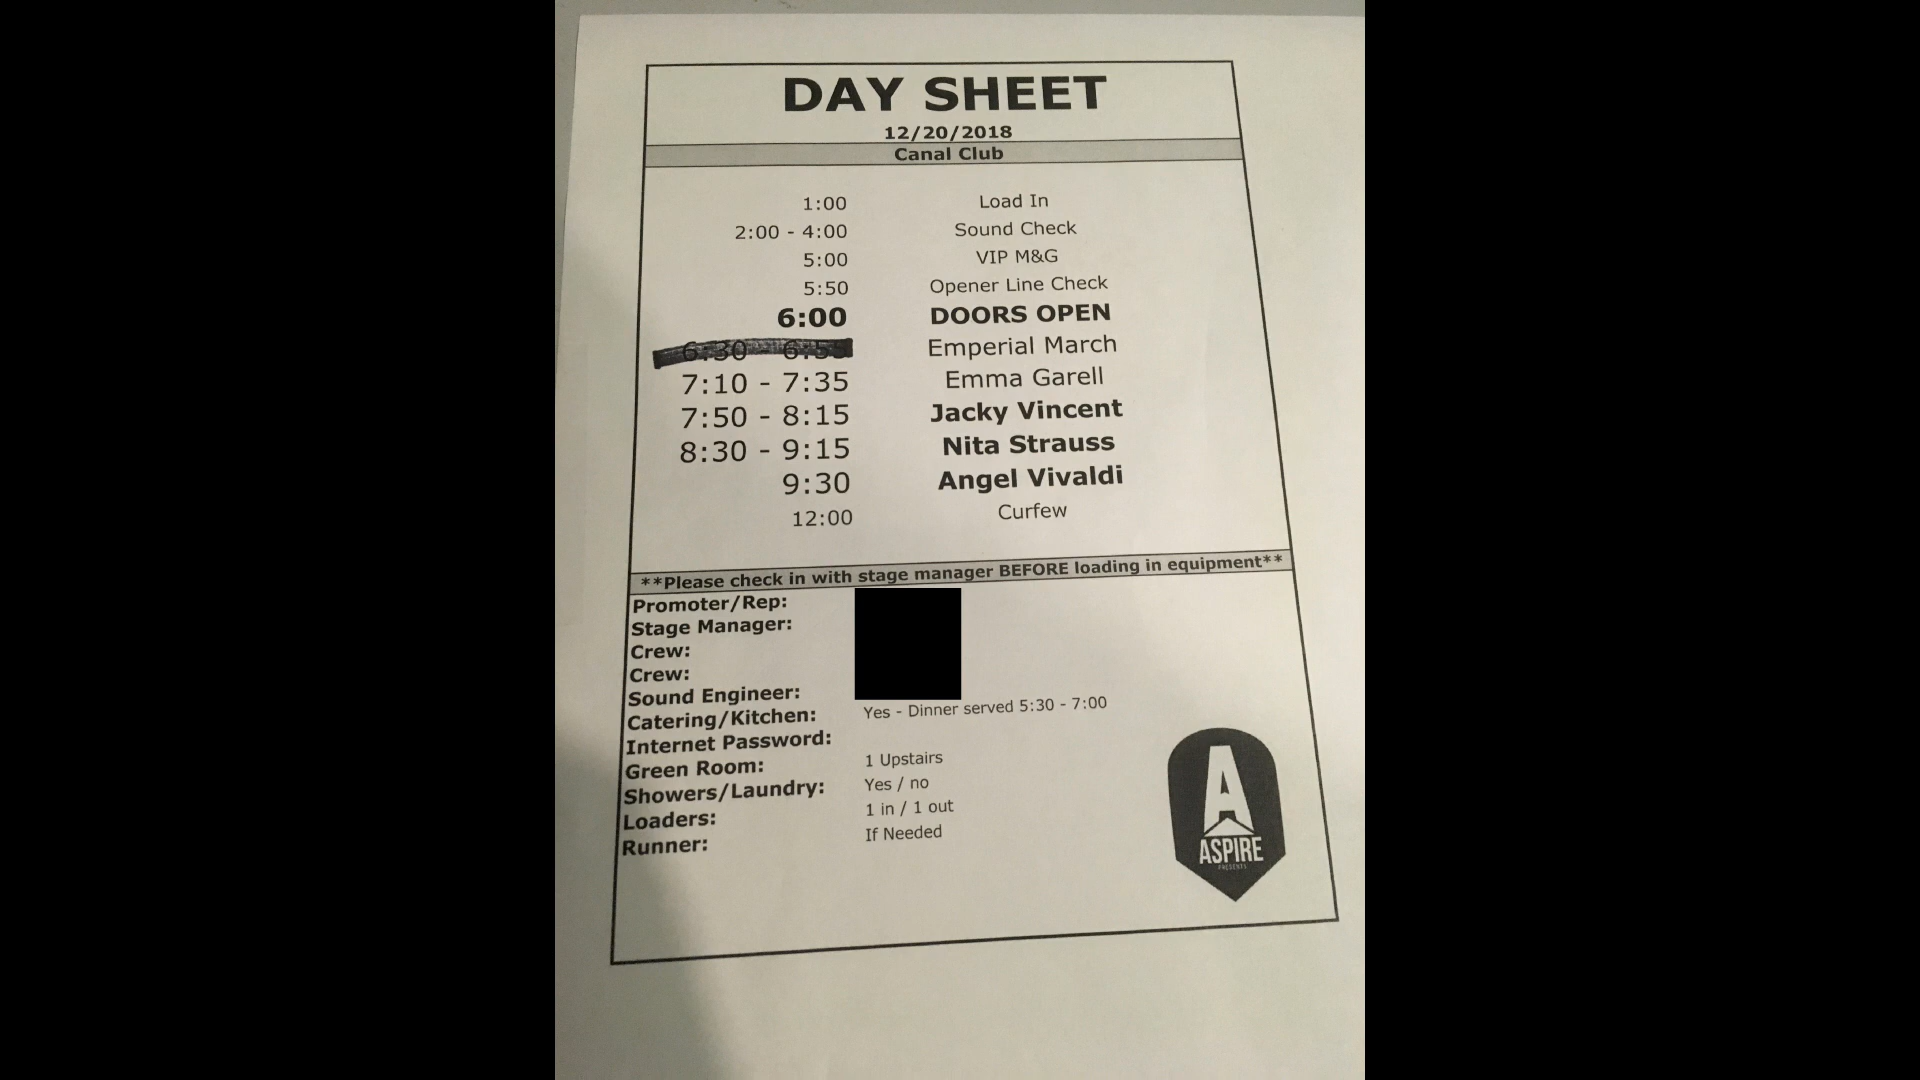 DAY SHEET
12/20/2018
Canal Club
1:00 Load In
2:00 - 4:00 Sound Check
5:00 VIP M&G
5:50 Opener Line Check
6:00 DOORS OPEN
6:30 - 6:55 Emperial March
7:10 - 7:35 Emma Garell
7:50 - 8:15 Jacky Vincent
8:30 - 9:15 Nita Strauss
9:30 Angel Vivaldi
12:00 Curfew
**Please check in with stage manager BEFORE loading in equipment**
Promoter/Rep:
Stage Manager:
Crew:
Crew:
Sound Engineer:
Catering/Kitchen: Yes - Dinner served 5:30 - 7:00
Internet Password:
Green Room: 1 Upstairs
Showers/Laundry: Yes / no
Loaders: 1 in / 1 out
Runner: If Needed
A
ASPIRE
PRESENTS